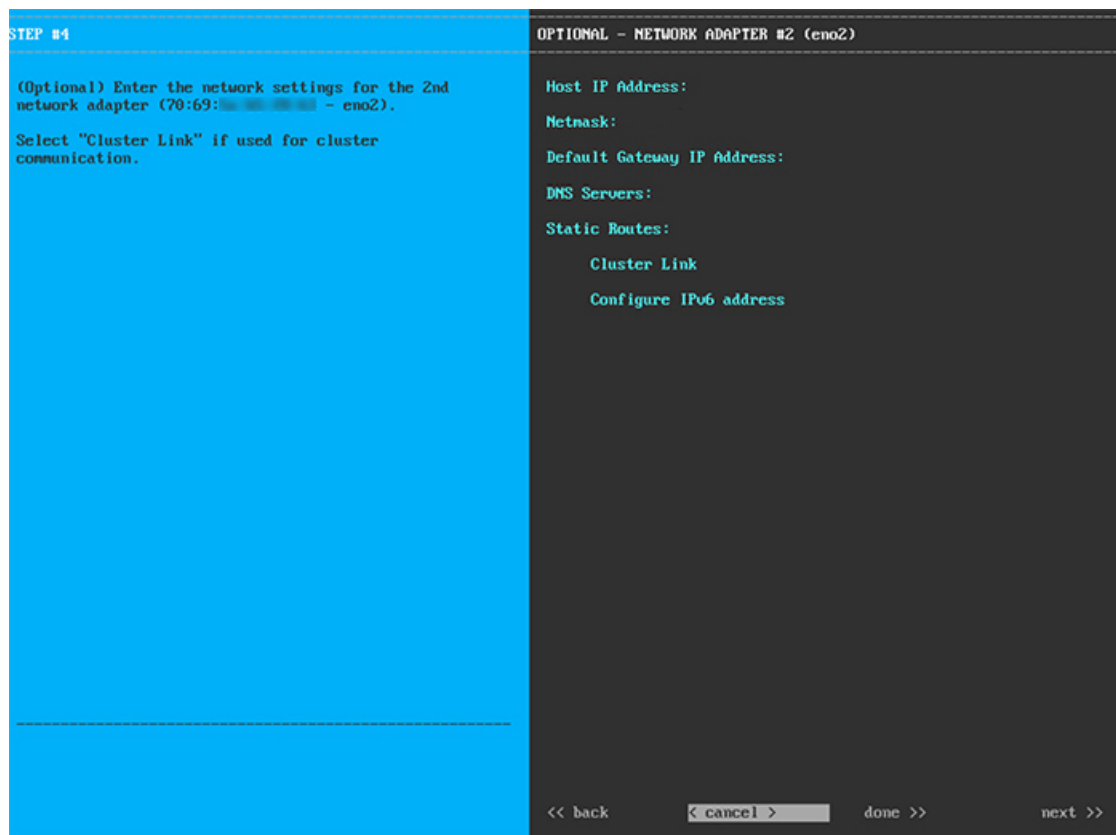 STEP #4
(Optional) Enter the network settings for the 2nd
network adapter (70:69: - eno2).
Select "Cluster Link" if used for cluster
communication.
OPTIONAL - NETWORK ADAPTER #2 (eno2)
Host IP Address:
Netmask:
Default Gateway IP Address:
DNS Servers:
Static Routes:
Cluster Link
Configure IPv6 address
<< back < cancel > done >> next >>